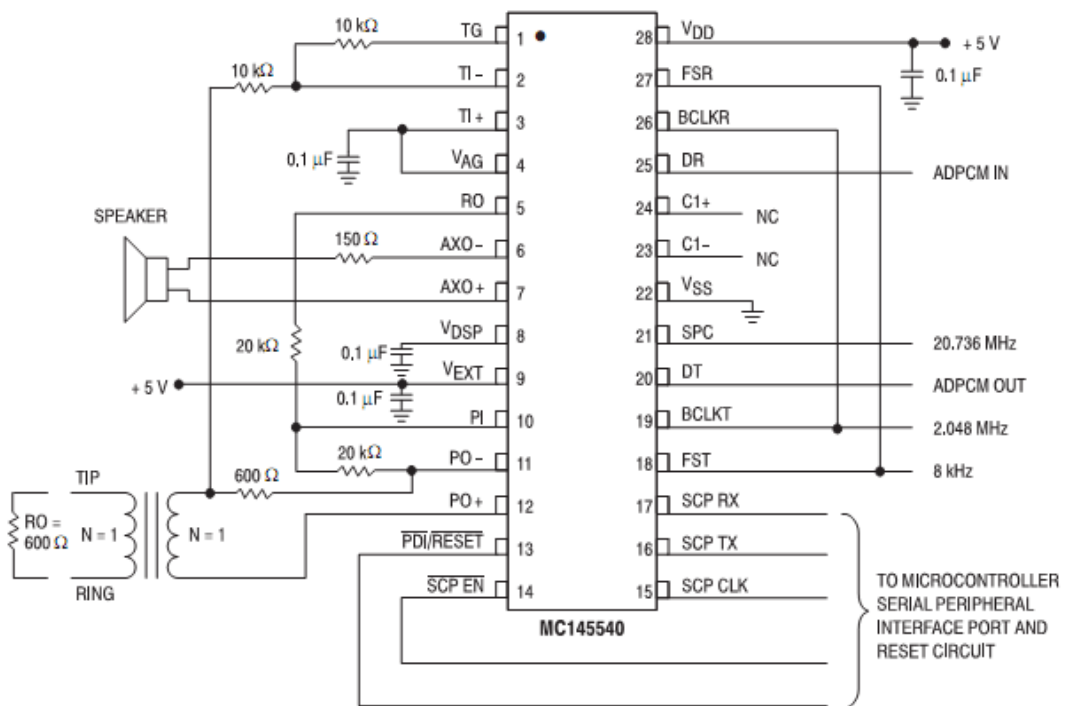 10 kΩ
TG
1
28
VDD
+ 5 V
10 kΩ
TI –
2
27
FSR
0.1 µF
TI +
3
26
BCLKR
0.1 µF
VAG
4
25
DR
ADPCM IN
RO
5
24
C1+
NC
SPEAKER
150 Ω
AXO –
6
23
C1–
NC
AXO +
7
22
VSS
20 kΩ
VDSP
8
21
SPC
20.736 MHz
0.1 µF
VEXT
9
20
DT
ADPCM OUT
+ 5 V
0.1 µF
PI
10
19
BCLKT
2.048 MHz
20 kΩ
PO –
11
18
FST
8 kHz
TIP
600 Ω
PO +
12
17
SCP RX
RO =
600 Ω
N = 1
N = 1
PDI/RESET
13
16
SCP TX
RING
SCP EN
14
15
SCP CLK
MC145540
TO MICROCONTROLLER
SERIAL PERIPHERAL
INTERFACE PORT AND
RESET CIRCUIT